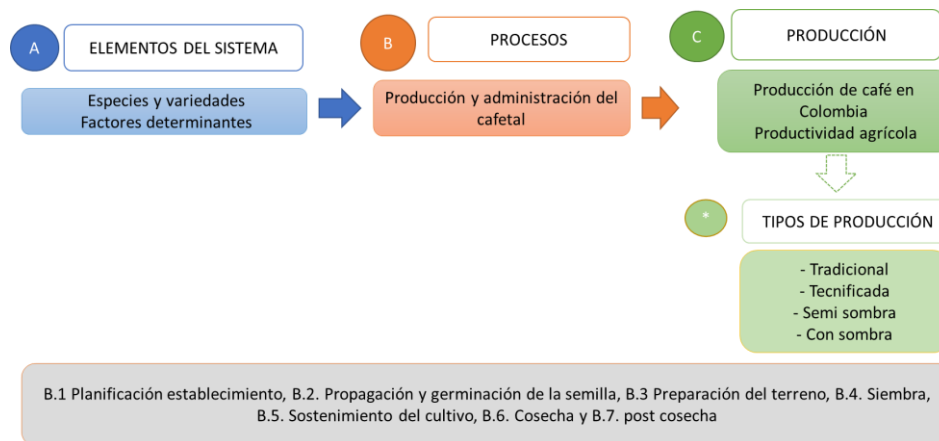 A
ELEMENTOS DEL SISTEMA
Especies y variedades
Factores determinantes
B
PROCESOS
Producción y administración del
cafetal
C
PRODUCCIÓN
Producción de café en
Colombia
Productividad agrícola
*
TIPOS DE PRODUCCIÓN
- Tradicional
- Tecnificada
- Semi sombra
- Con sombra
B.1 Planificación establecimiento, B.2. Propagación y germinación de la semilla, B.3 Preparación del terreno, B.4. Siembra,
B.5. Sostenimiento del cultivo, B.6. Cosecha y B.7. post cosecha